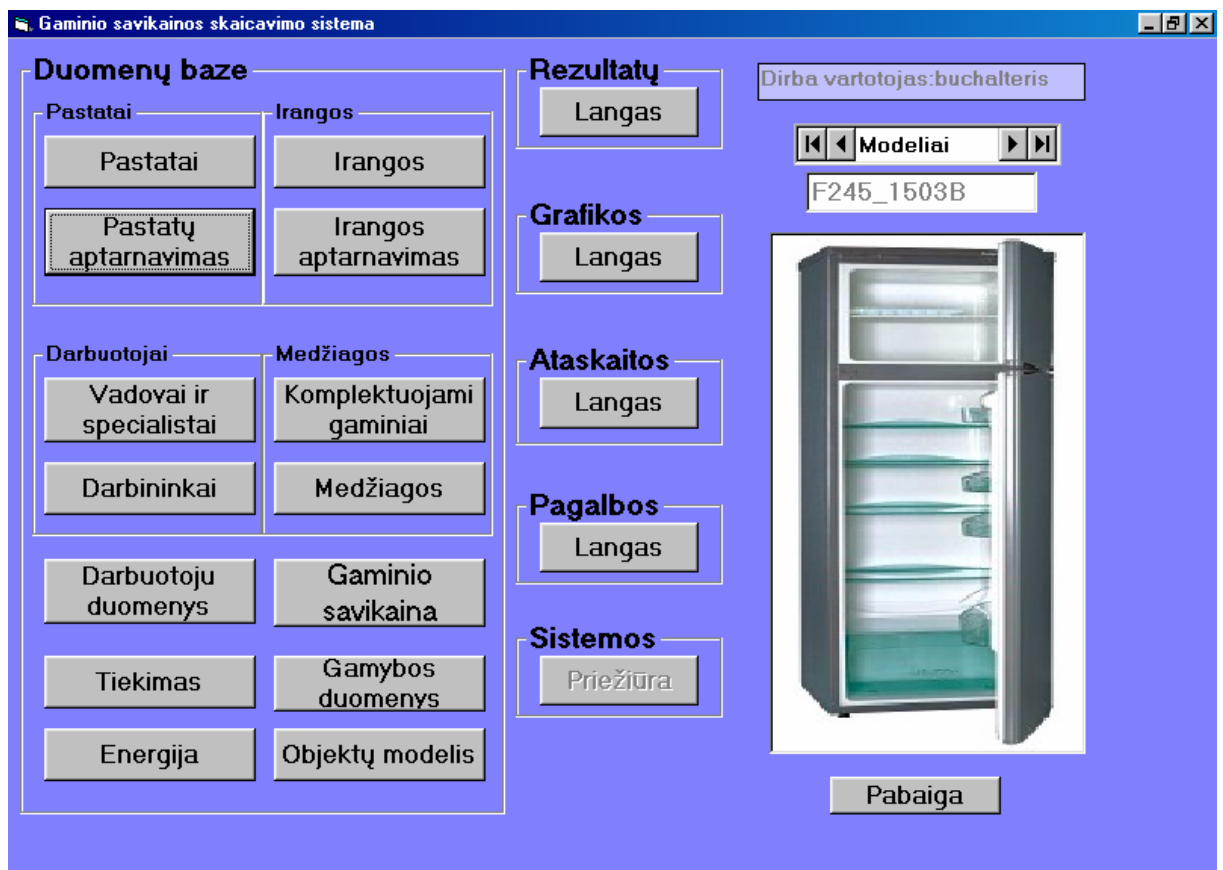 Gaminio savikainos skaicavimo sistema
Duomenų baze
Pastatai
Irangos
Pastatai
Irangos
Pastatų
aptarnavimas
Irangos
aptarnavimas
Darbuotojai
Medžiagos
Vadovai ir
specialistai
Komplektuojami
gaminiai
Darbininkai
Medžiagos
Darbuotoju
duomenys
Gaminio
savikaina
Tiekimas
Gamybos
duomenys
Energija
Objektų modelis
Rezultatų
Langas
Grafikos
Langas
Ataskaitos
Langas
Pagalbos
Langas
Sistemos
Priežiūra
Dirba vartotojas:buchalteris
Modeliai
F245_1503B
Pabaiga